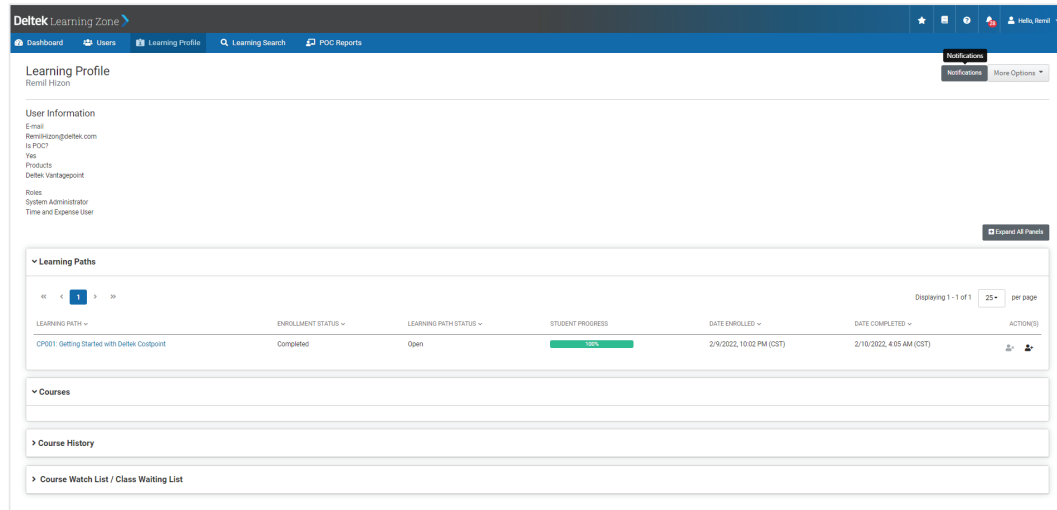 Deltek Learning Zone
28 Hello, Remil
Dashboard Users Learning Profile Learning Search POC Reports
Notifications
Learning Profile
Remil Hizon
Notifications More Options
User Information
E-mail
RemilHizon@deltek.com
Is POC?
Yes
Products
Deltek Vantagepoint
Roles
System Administrator
Time and Expense User
Expand All Panels
Learning Paths
« ‹ 1 › » Displaying 1 - 1 of 1 25 per page
LEARNING PATH ENROLLMENT STATUS LEARNING PATH STATUS STUDENT PROGRESS DATE ENROLLED DATE COMPLETED ACTION(S)
CP001: Getting Started with Deltek Costpoint Completed Open 100% 2/9/2022, 10:02 PM (CST) 2/10/2022, 4:05 AM (CST)
Courses
Course History
Course Watch List / Class Waiting List